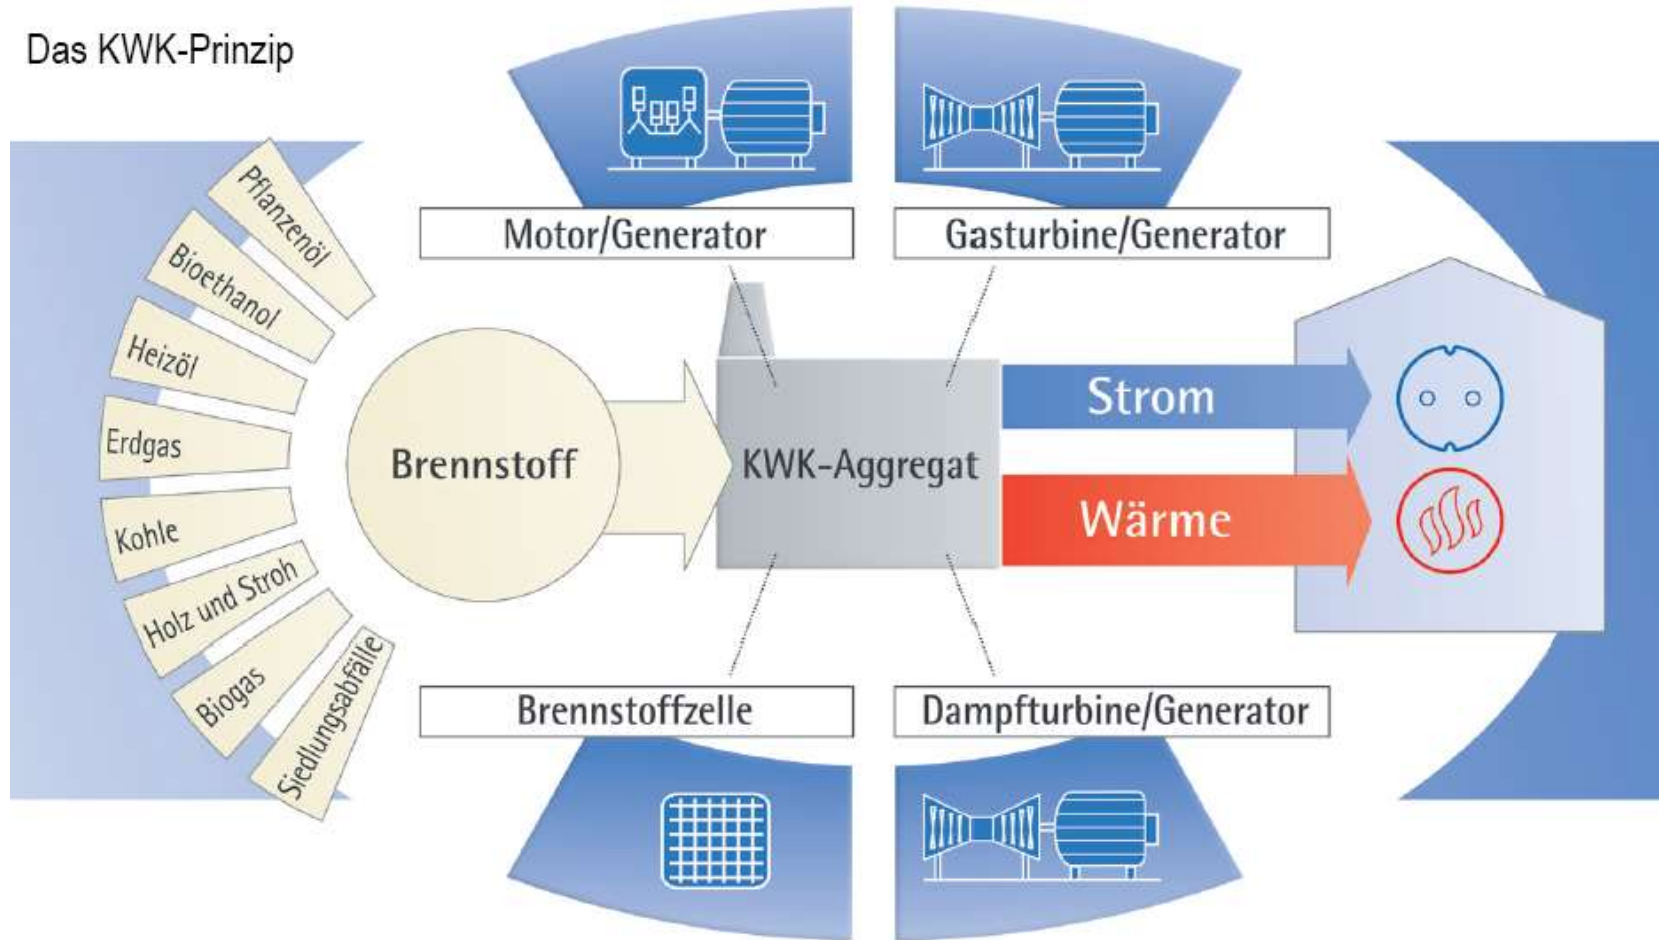 Das KWK-Prinzip
Motor/Generator
Gasturbine/Generator
Pflanzenöl
Bioethanol
Heizöl
Erdgas
Kohle
Holz und Stroh
Biogas
Siedlungsabfälle
Brennstoff
KWK-Aggregat
Strom
Wärme
Brennstoffzelle
Dampfturbine/Generator